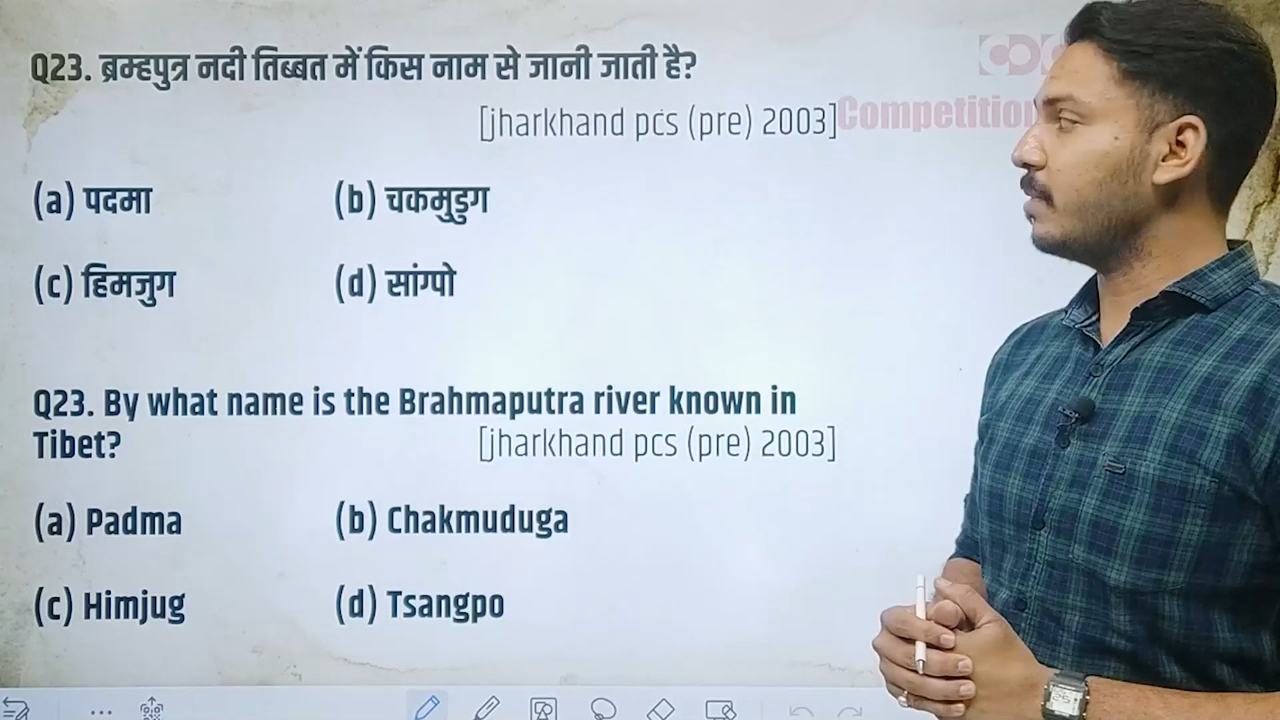 Q23. ब्रम्हपुत्र नदी तिब्बत में किस नाम से जानी जाती है?
[jharkhand pcs (pre) 2003]
Competition
(a) पदमा (b) चकमुडुग
(c) हिमजुग (d) सांग्पो
Q23. By what name is the Brahmaputra river known in
Tibet? [jharkhand pcs (pre) 2003]
(a) Padma (b) Chakmuduga
(c) Himjug (d) Tsangpo